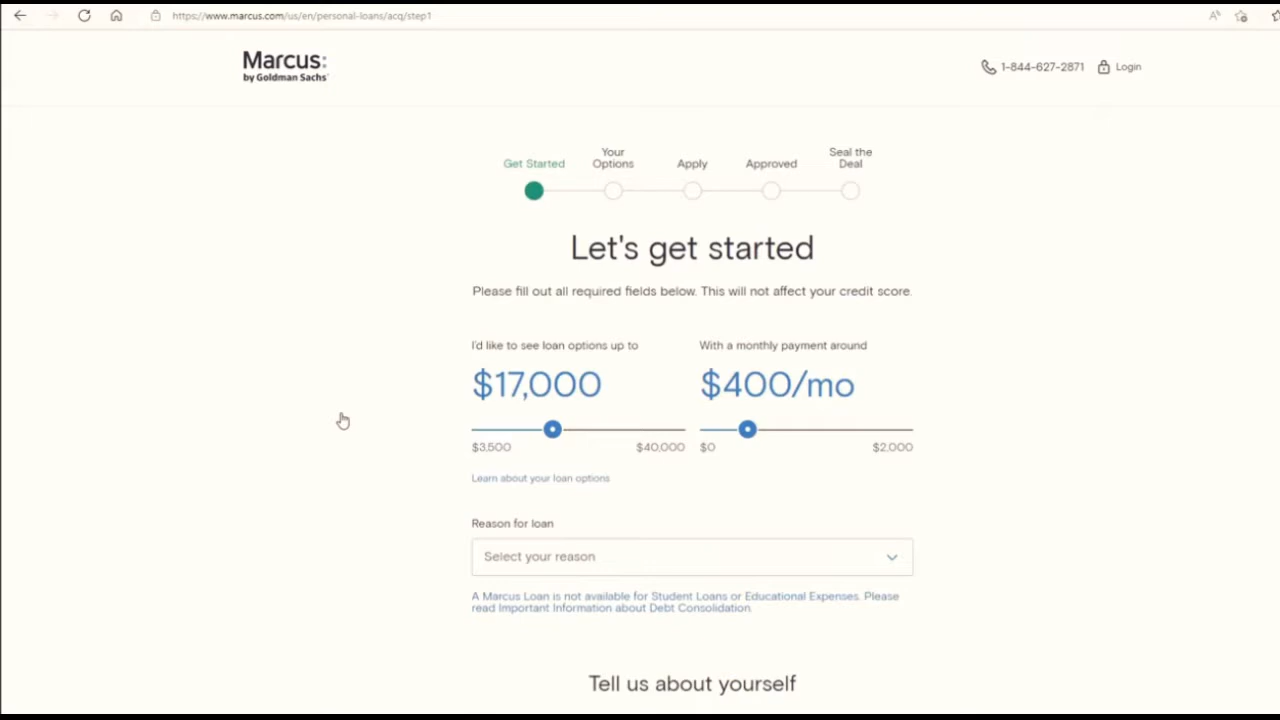 https://www.marcus.com/us/en/personal-loans/acq/step1
Marcus:
by Goldman Sachs
1-844-627-2871
Login
Get Started
Your
Options
Apply
Approved
Seal the
Deal
Let's get started
Please fill out all required fields below. This will not affect your credit score.
I'd like to see loan options up to
$17,000
$3,500
$40,000
With a monthly payment around
$400/mo
$0
$2,000
Learn about your loan options
Reason for loan
Select your reason
A Marcus Loan is not available for Student Loans or Educational Expenses. Please
read Important Information about Debt Consolidation.
Tell us about yourself